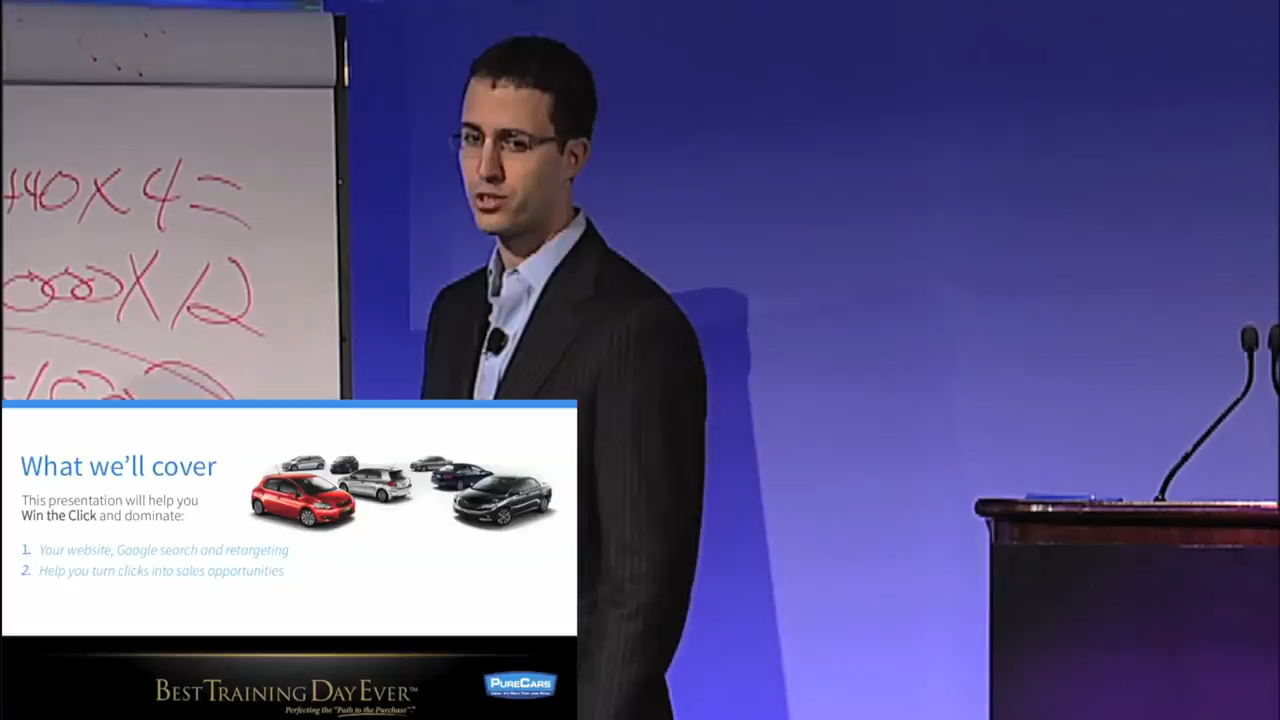 40 X 4 =
000 X 12
What we'll cover
This presentation will help you
Win the Click and dominate:
1. Your website, Google search and retargeting
2. Help you turn clicks into sales opportunities
BEST TRAINING DAY EVER™
Perfecting the "Path to the Purchase".™
PURECARS